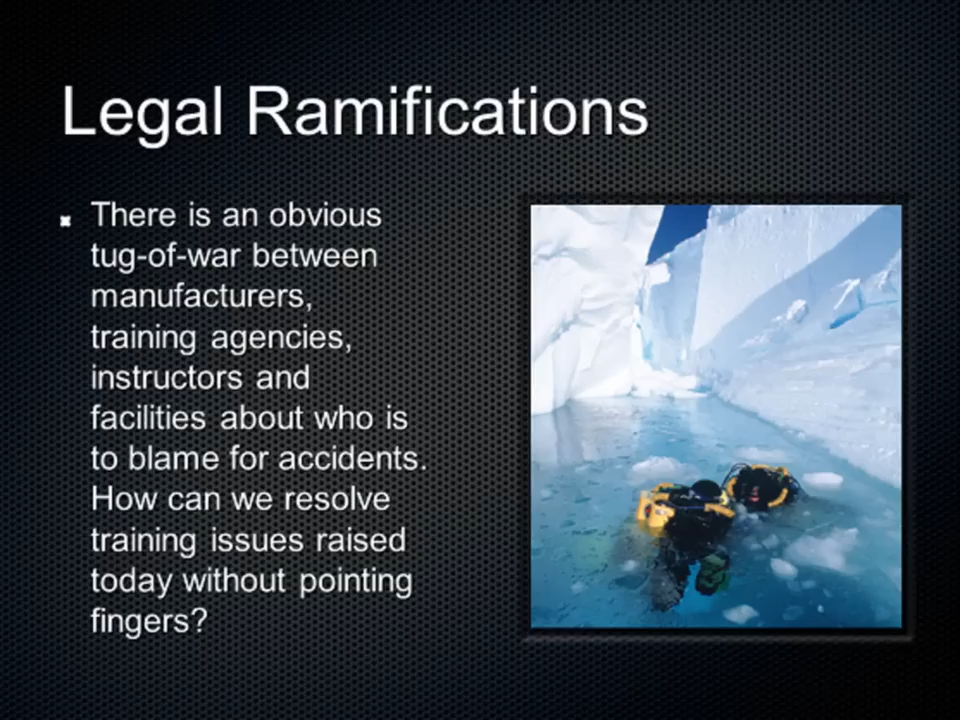 Legal Ramifications
There is an obvious
tug-of-war between
manufacturers,
training agencies,
instructors and
facilities about who is
to blame for accidents.
How can we resolve
training issues raised
today without pointing
fingers?